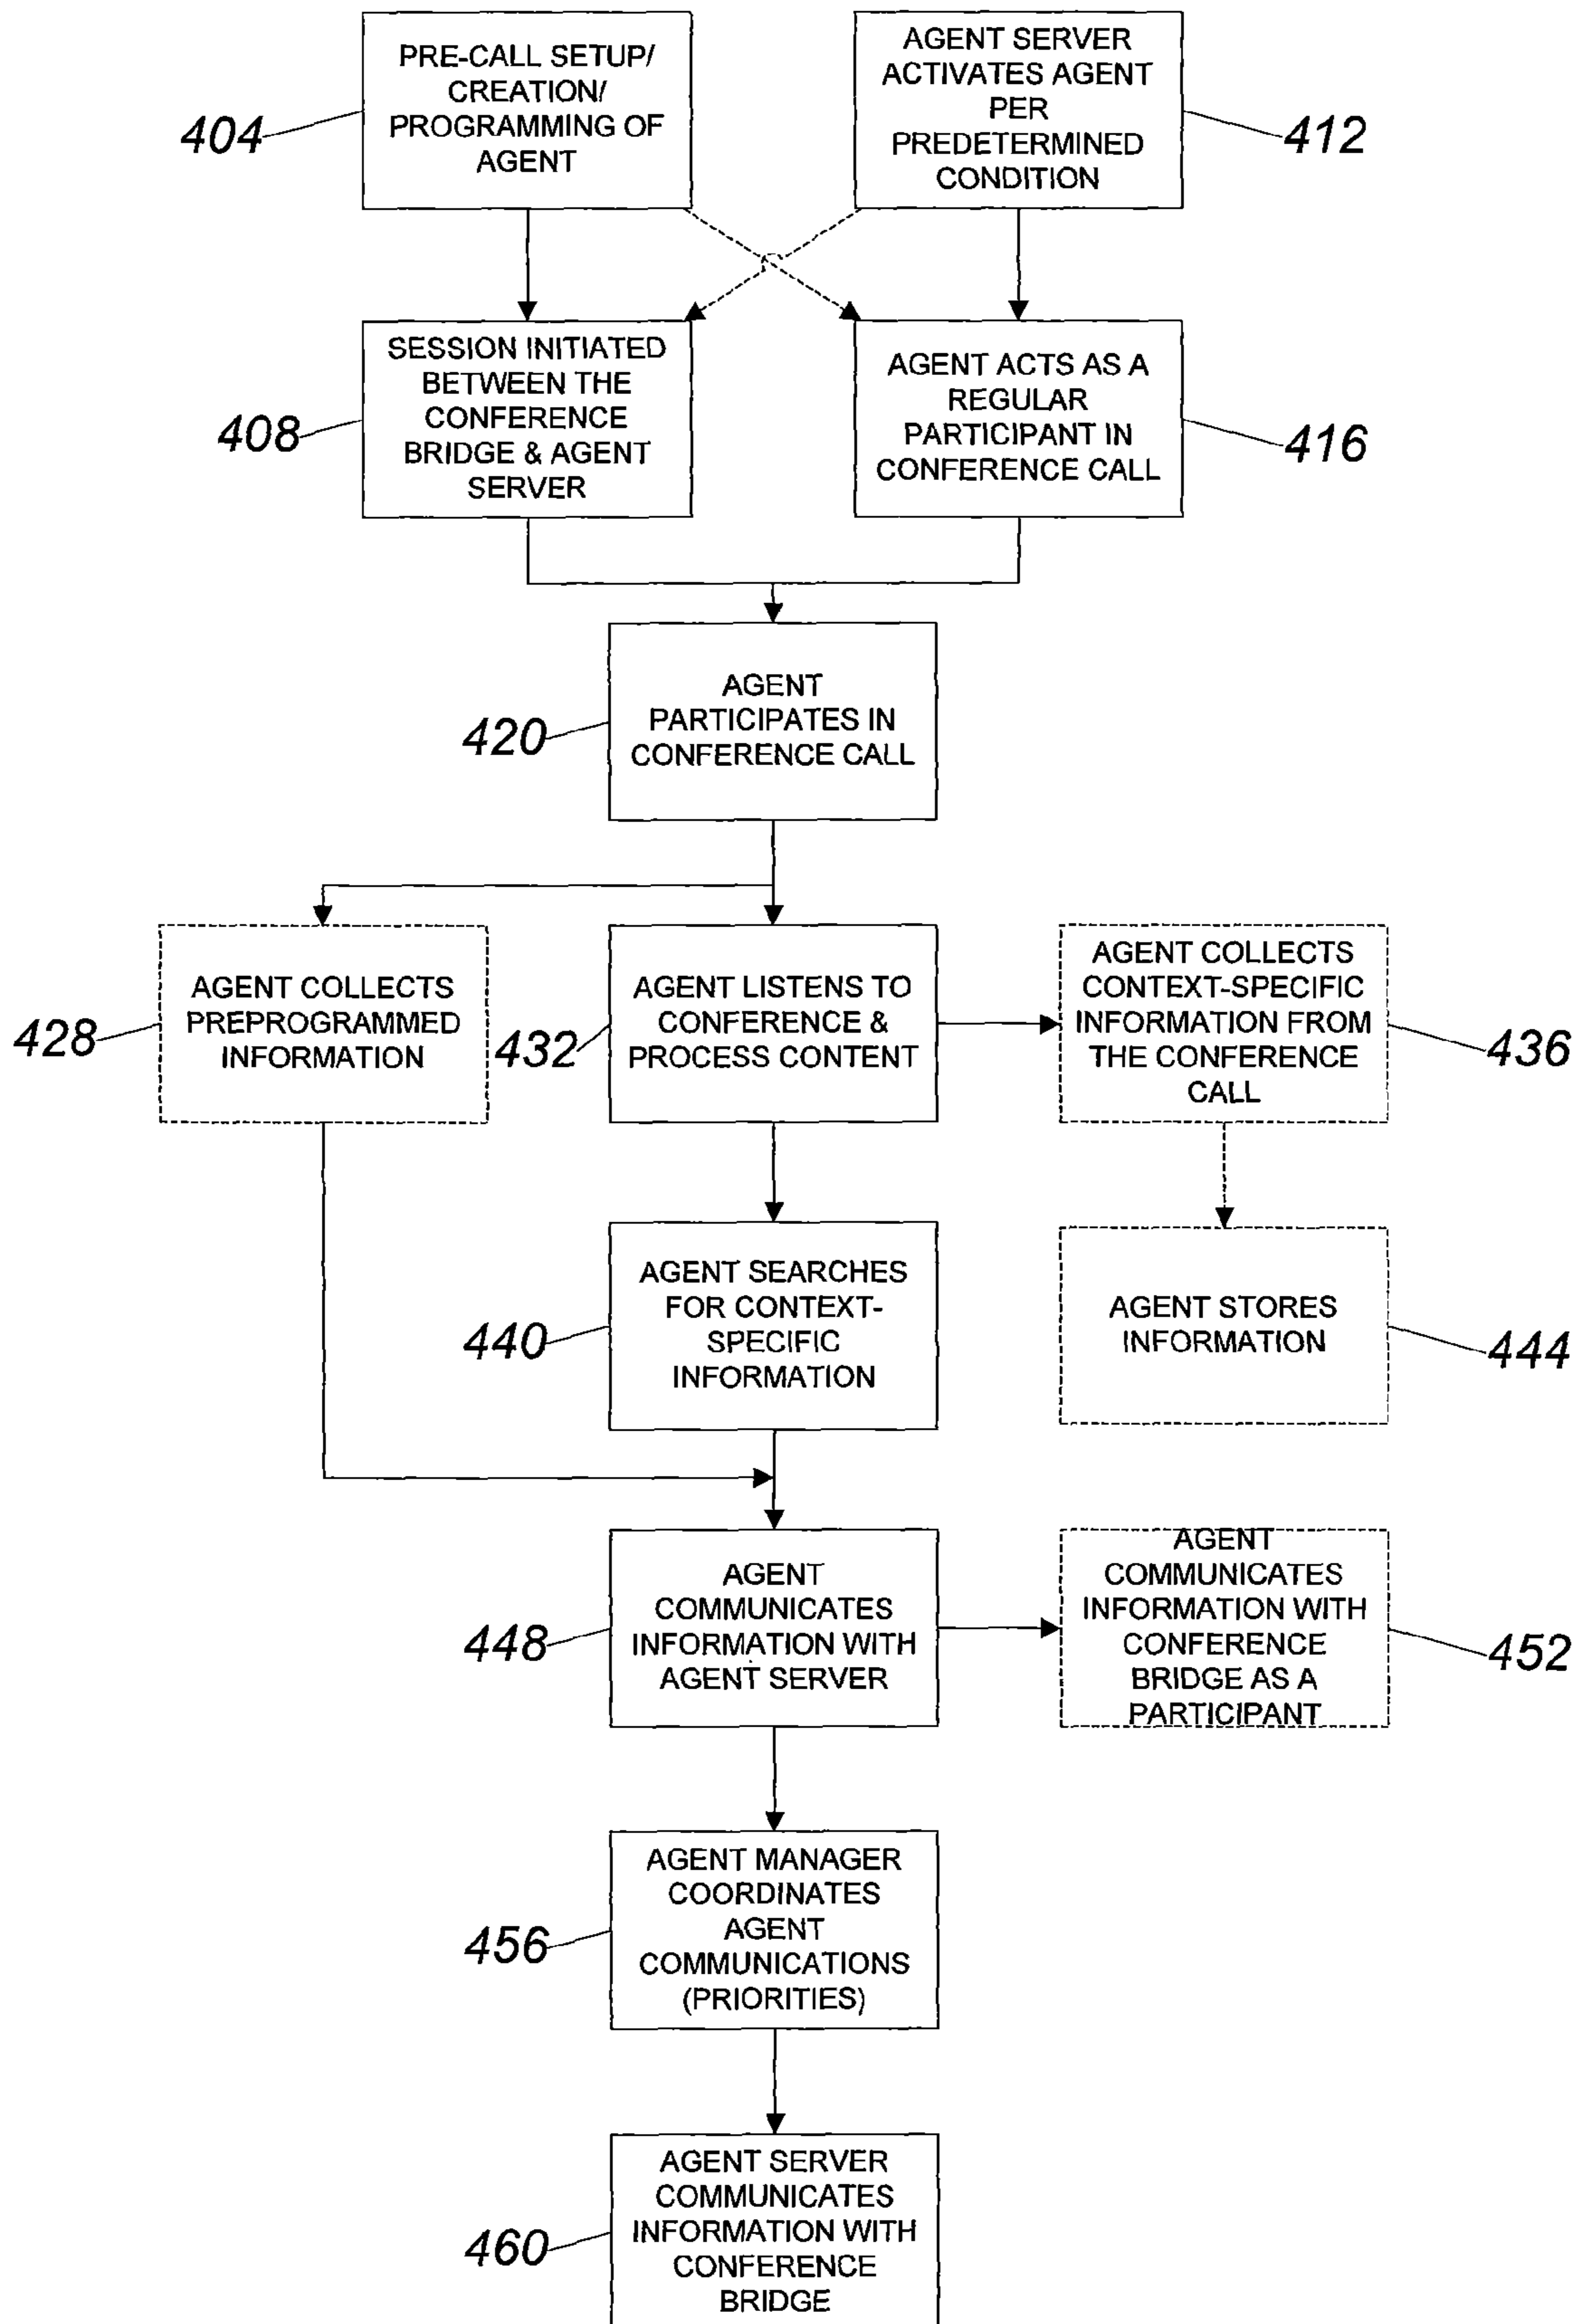 404
PRE-CALL SETUP/
CREATION/
PROGRAMMING OF
AGENT
AGENT SERVER
ACTIVATES AGENT
PER
PREDETERMINED
CONDITION
412
408
SESSION INITIATED
BETWEEN THE
CONFERENCE
BRIDGE & AGENT
SERVER
AGENT ACTS AS A
REGULAR
PARTICIPANT IN
CONFERENCE CALL
416
420
AGENT
PARTICIPATES IN
CONFERENCE CALL
428
AGENT COLLECTS
PREPROGRAMMED
INFORMATION
432
AGENT LISTENS TO
CONFERENCE &
PROCESS CONTENT
AGENT COLLECTS
CONTEXT-SPECIFIC
INFORMATION FROM
THE CONFERENCE
CALL
436
440
AGENT SEARCHES
FOR CONTEXT-
SPECIFIC
INFORMATION
AGENT STORES
INFORMATION
444
448
AGENT
COMMUNICATES
INFORMATION WITH
AGENT SERVER
AGENT
COMMUNICATES
INFORMATION WITH
CONFERENCE
BRIDGE AS A
PARTICIPANT
452
456
AGENT MANAGER
COORDINATES
AGENT
COMMUNICATIONS
(PRIORITIES)
460
AGENT SERVER
COMMUNICATES
INFORMATION WITH
CONFERENCE
BRIDGE